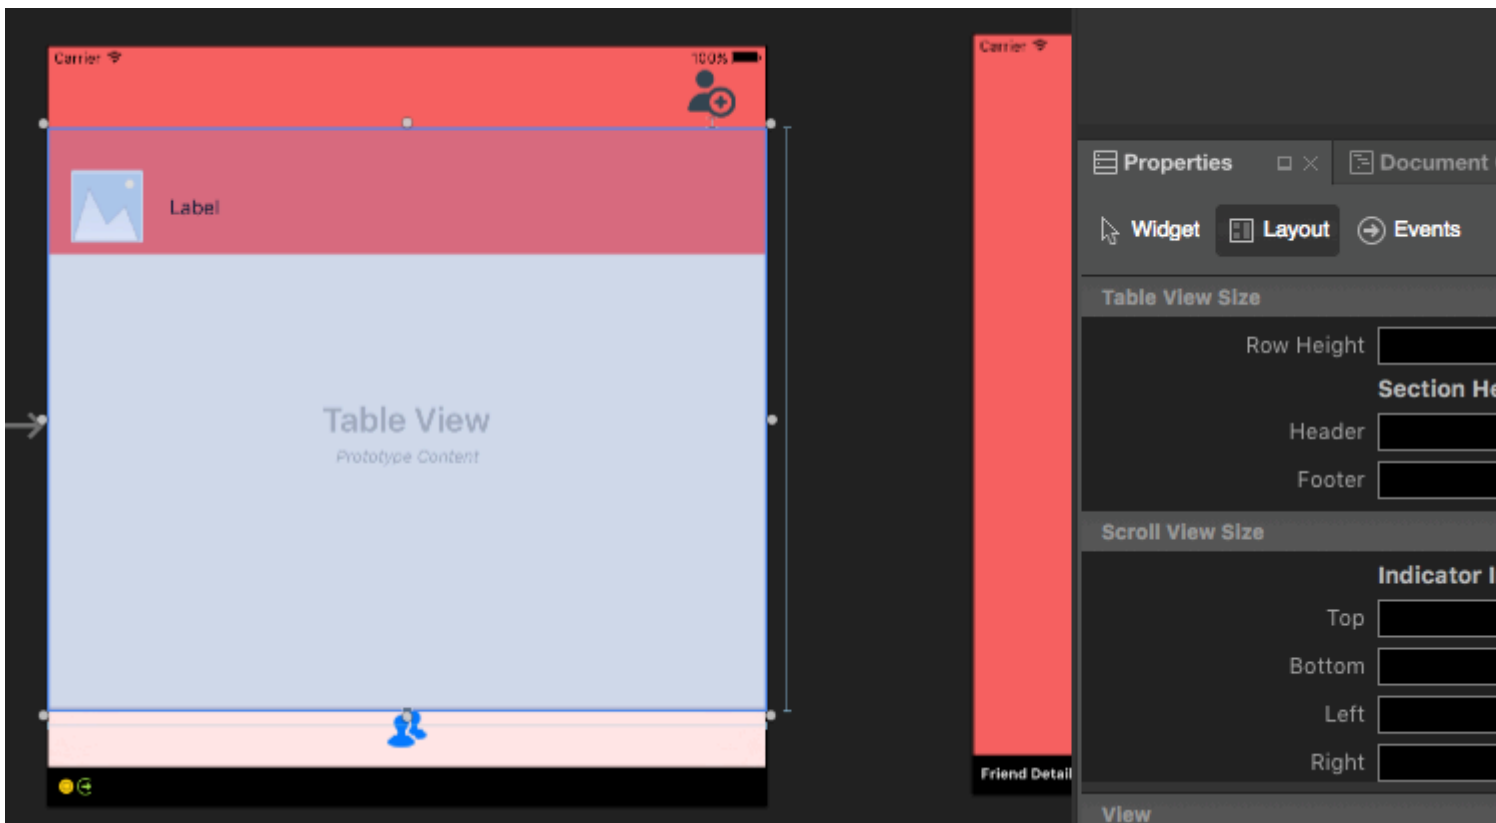 Carrier
100%
Label
Table View
Prototype Content
Carrier
Friend Detail
Properties
Document
Widget
Layout
Events
Table View Size
Row Height
Section He
Header
Footer
Scroll View Size
Indicator I
Top
Bottom
Left
Right
View